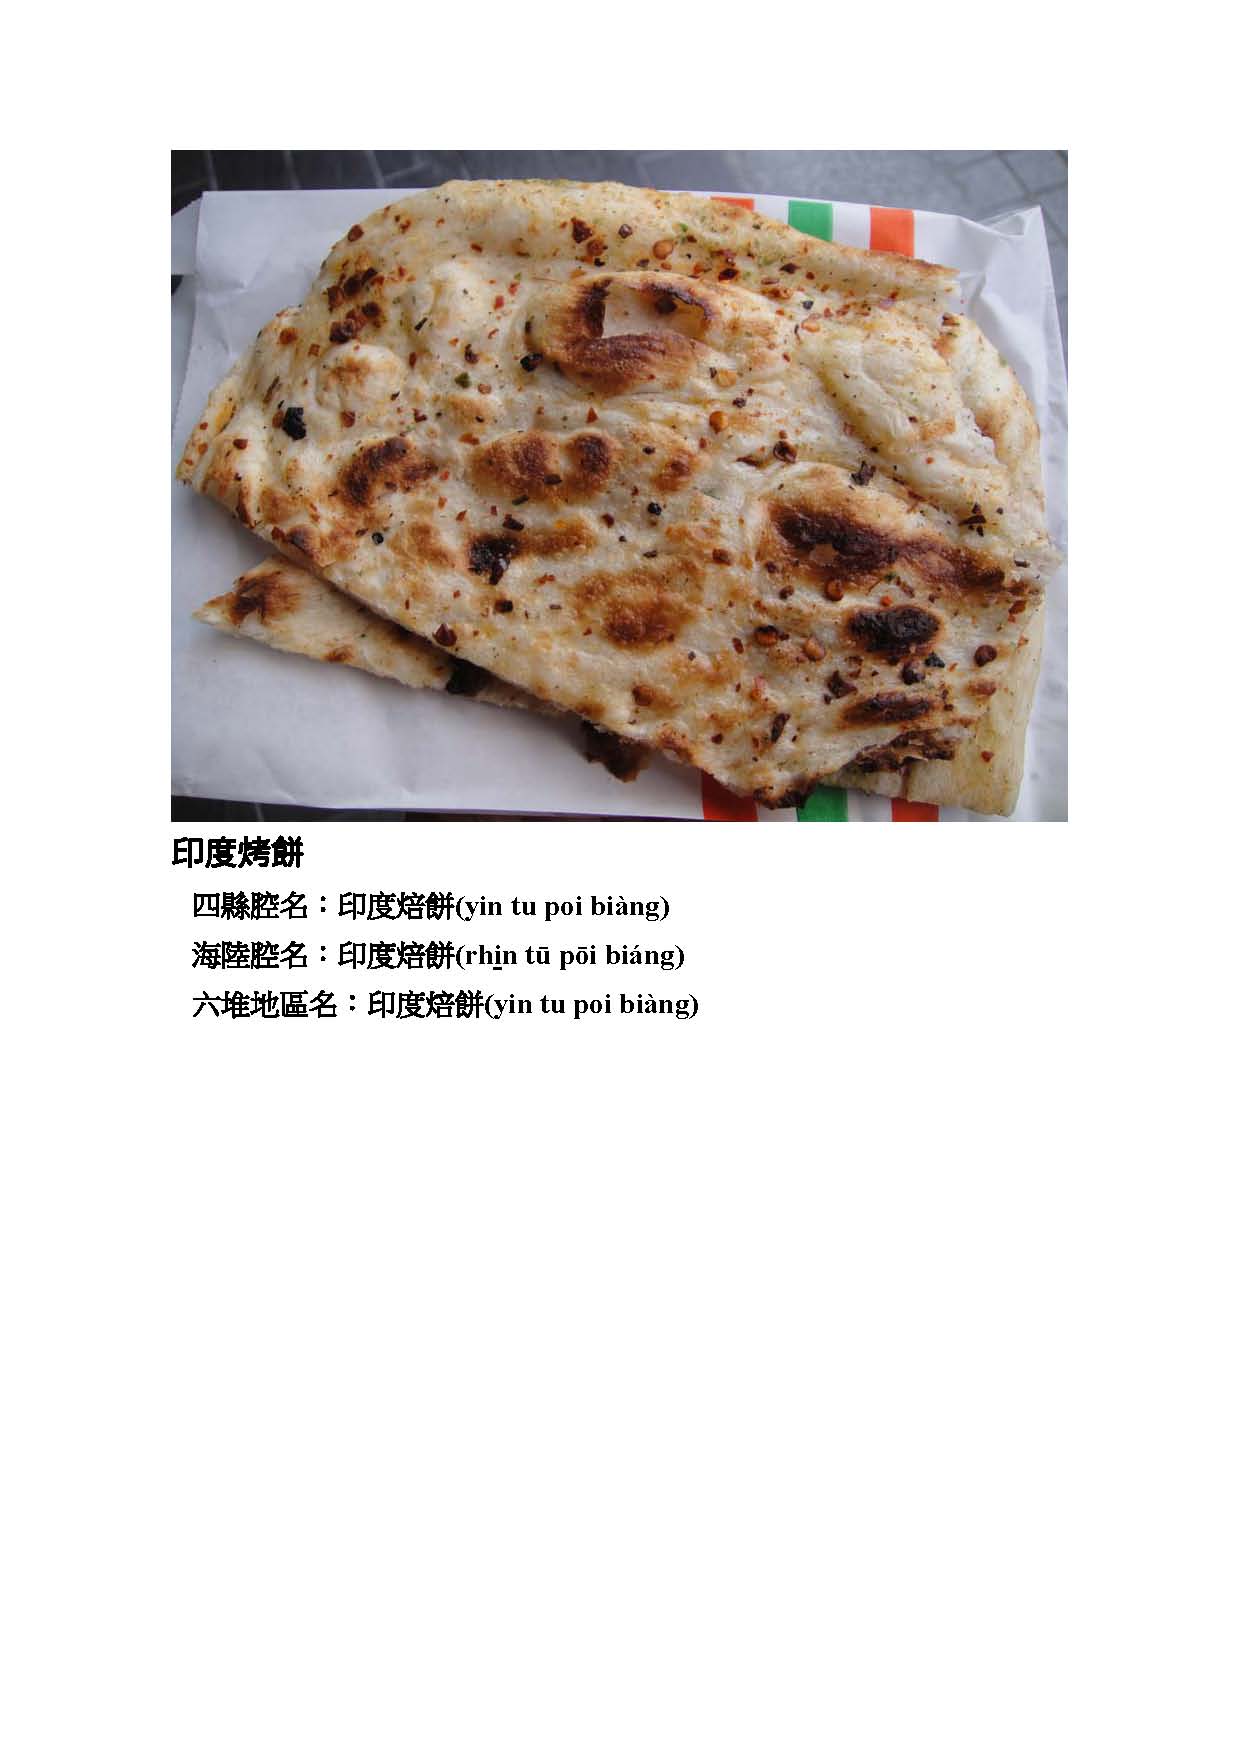 印度烤餅
四縣腔名：印度焙餅(yin tu poi biàng)
海陸腔名：印度焙餅(rhi̱n tū pōi biáng)
六堆地區名：印度焙餅(yin tu poi biàng)